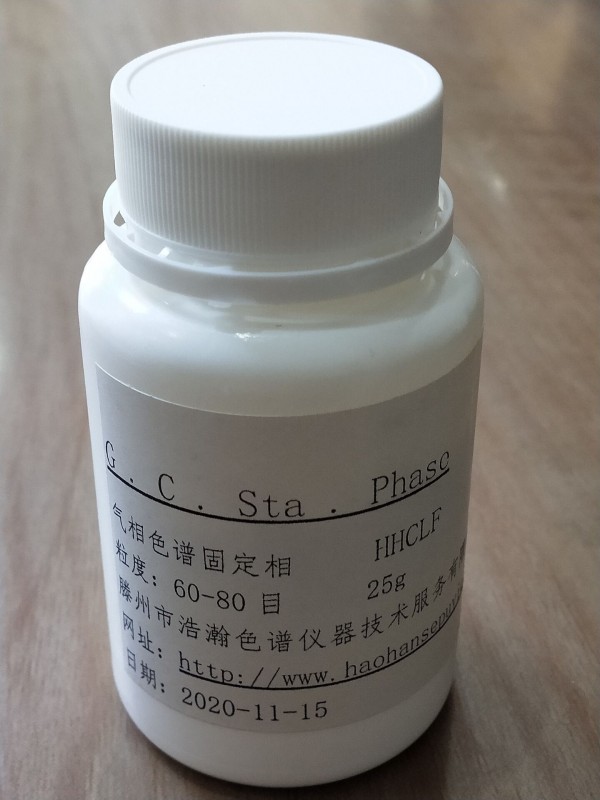 G . C . Sta . Phase
气相色谱固定相 HHCLF
粒度：60-80 目 25g
滕州市浩瀚色谱仪器技术服务有
网址：http://www.haohansepu
日期：2020-11-15